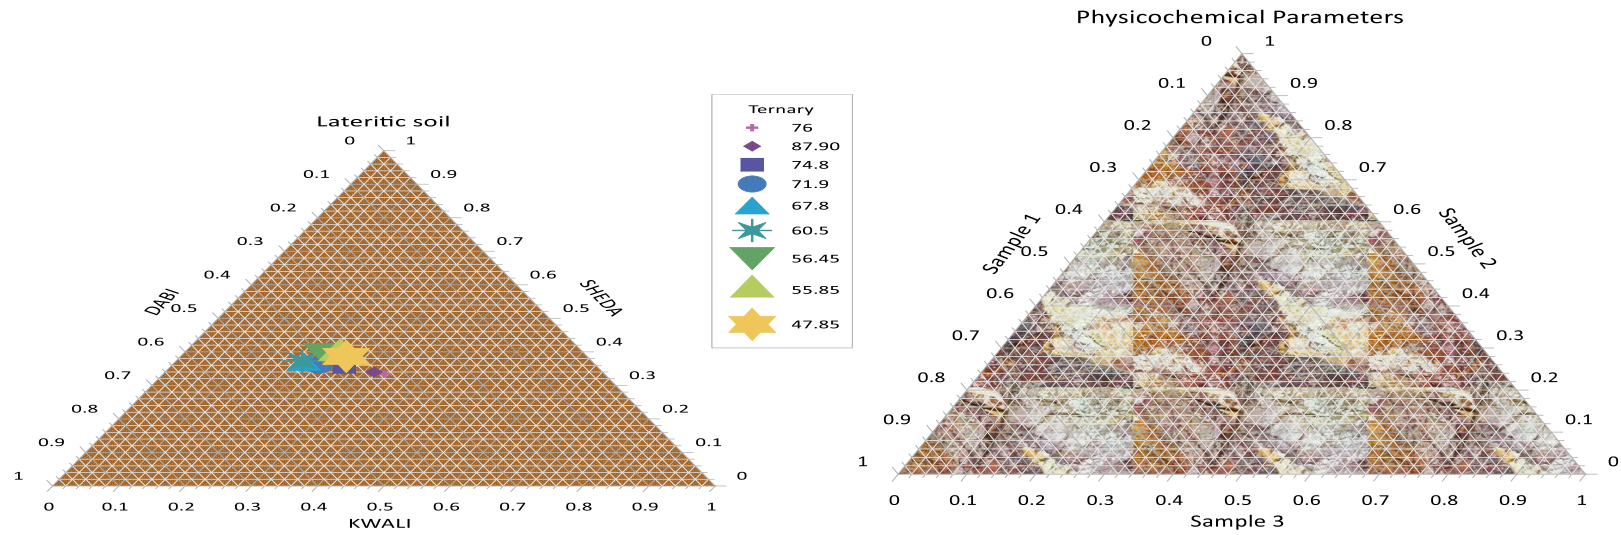 Lateritic soil
0 1
0.1 0.9
0.2 0.8
0.3 0.7
0.4 0.6
DABI
0.5 0.5
SHEDA
0.6 0.4
0.7 0.3
0.8 0.2
0.9 0.1
1 0
0 0.1 0.2 0.3 0.4 0.5 0.6 0.7 0.8 0.9 1
KWALI
Ternary
76
87.90
74.8
71.9
67.8
60.5
56.45
55.85
47.85
Physicochemical Parameters
0 1
0.1 0.9
0.2 0.8
0.3 0.7
0.4 0.6
Sample 1
Sample 2
0.5 0.5
0.6 0.4
0.7 0.3
0.8 0.2
0.9 0.1
1 0
0 0.1 0.2 0.3 0.4 0.5 0.6 0.7 0.8 0.9 1
Sample 3